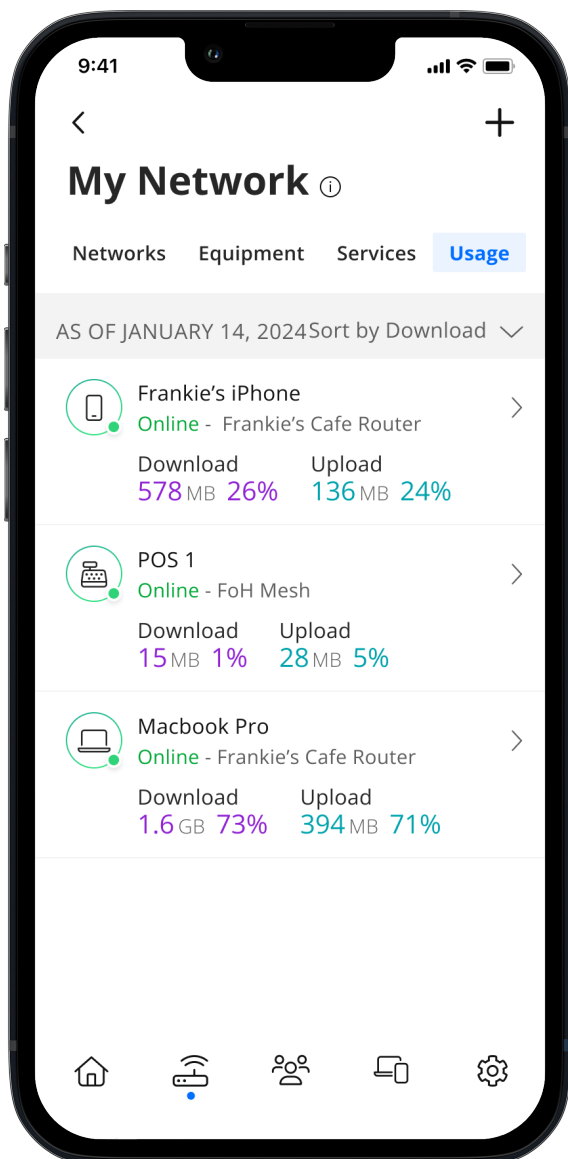 9:41
My Network
Networks Equipment Services Usage
AS OF JANUARY 14, 2024 Sort by Download
Frankie’s iPhone
Online - Frankie’s Cafe Router
Download Upload
578 MB 26% 136 MB 24%
POS 1
Online - FoH Mesh
Download Upload
15 MB 1% 28 MB 5%
Macbook Pro
Online - Frankie’s Cafe Router
Download Upload
1.6 GB 73% 394 MB 71%